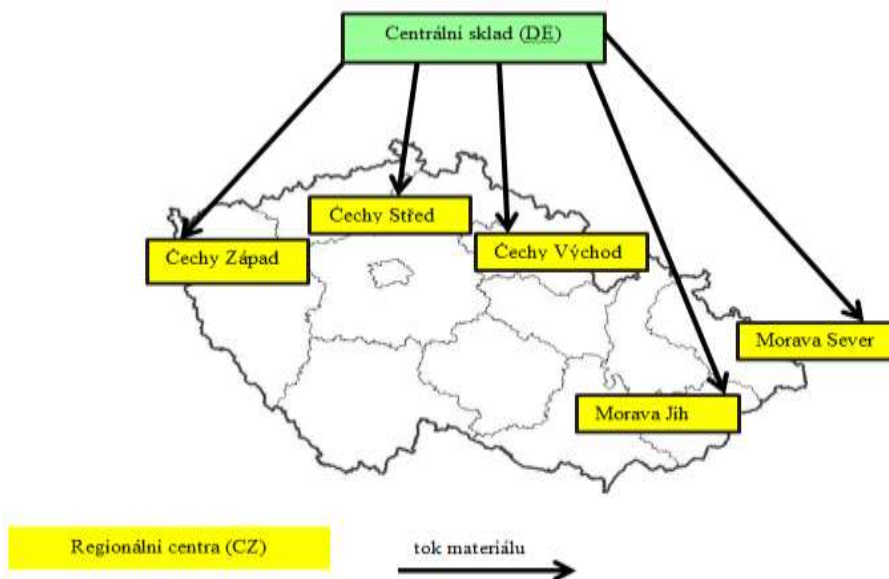 Centrální sklad (DE)
Čechy Střed
Čechy Západ
Čechy Východ
Morava Sever
Morava Jih
Regionální centra (CZ)
tok materiálu